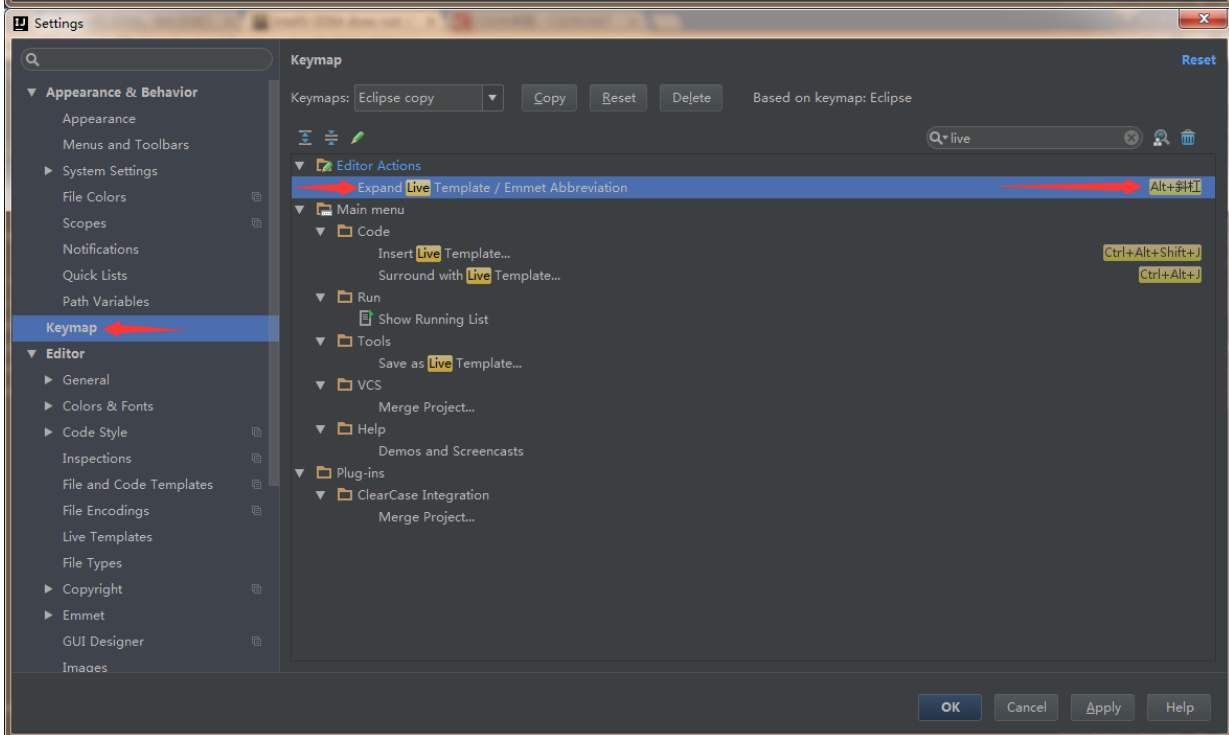 Settings
Keymap
Reset
Keymaps: Eclipse copy Copy Reset Delete Based on keymap: Eclipse
live
Appearance & Behavior
Appearance
Menus and Toolbars
System Settings
File Colors
Scopes
Notifications
Quick Lists
Path Variables
Keymap
Editor
General
Colors & Fonts
Code Style
Inspections
File and Code Templates
File Encodings
Live Templates
File Types
Copyright
Emmet
GUI Designer
Images
Editor Actions
Expand Live Template / Emmet Abbreviation Alt+斜杠
Main menu
Code
Insert Live Template... Ctrl+Alt+Shift+J
Surround with Live Template... Ctrl+Alt+J
Run
Show Running List
Tools
Save as Live Template...
VCS
Merge Project...
Help
Demos and Screencasts
Plug-ins
ClearCase Integration
Merge Project...
OK Cancel Apply Help